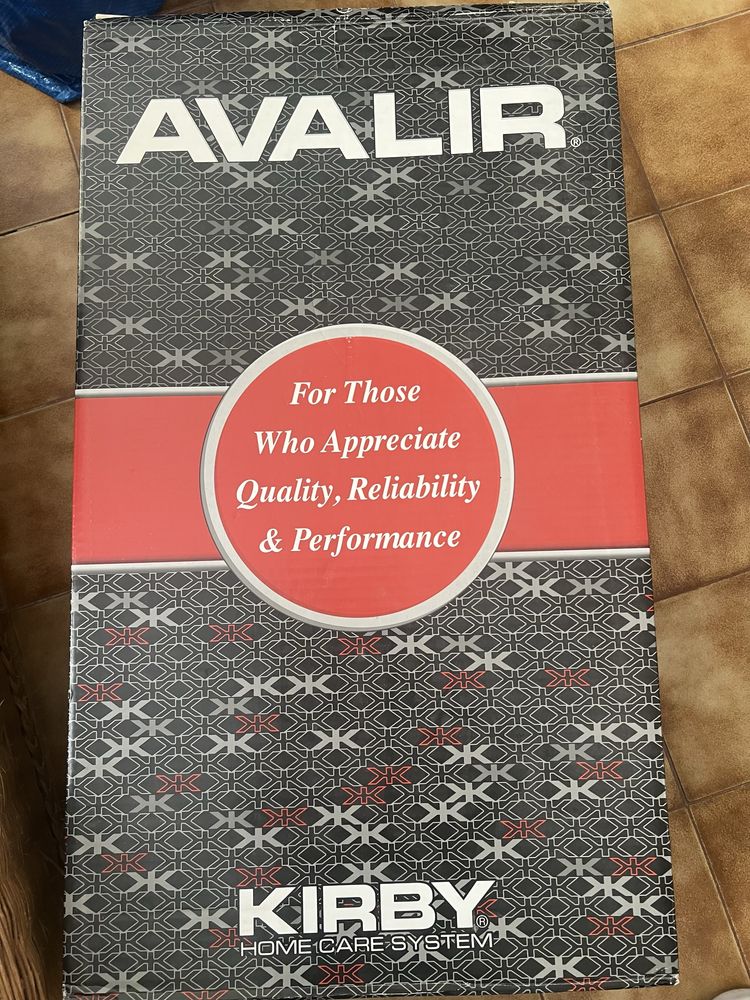 AVALIR®
For Those
Who Appreciate
Quality, Reliability
& Performance
KIRBY®
HOME CARE SYSTEM